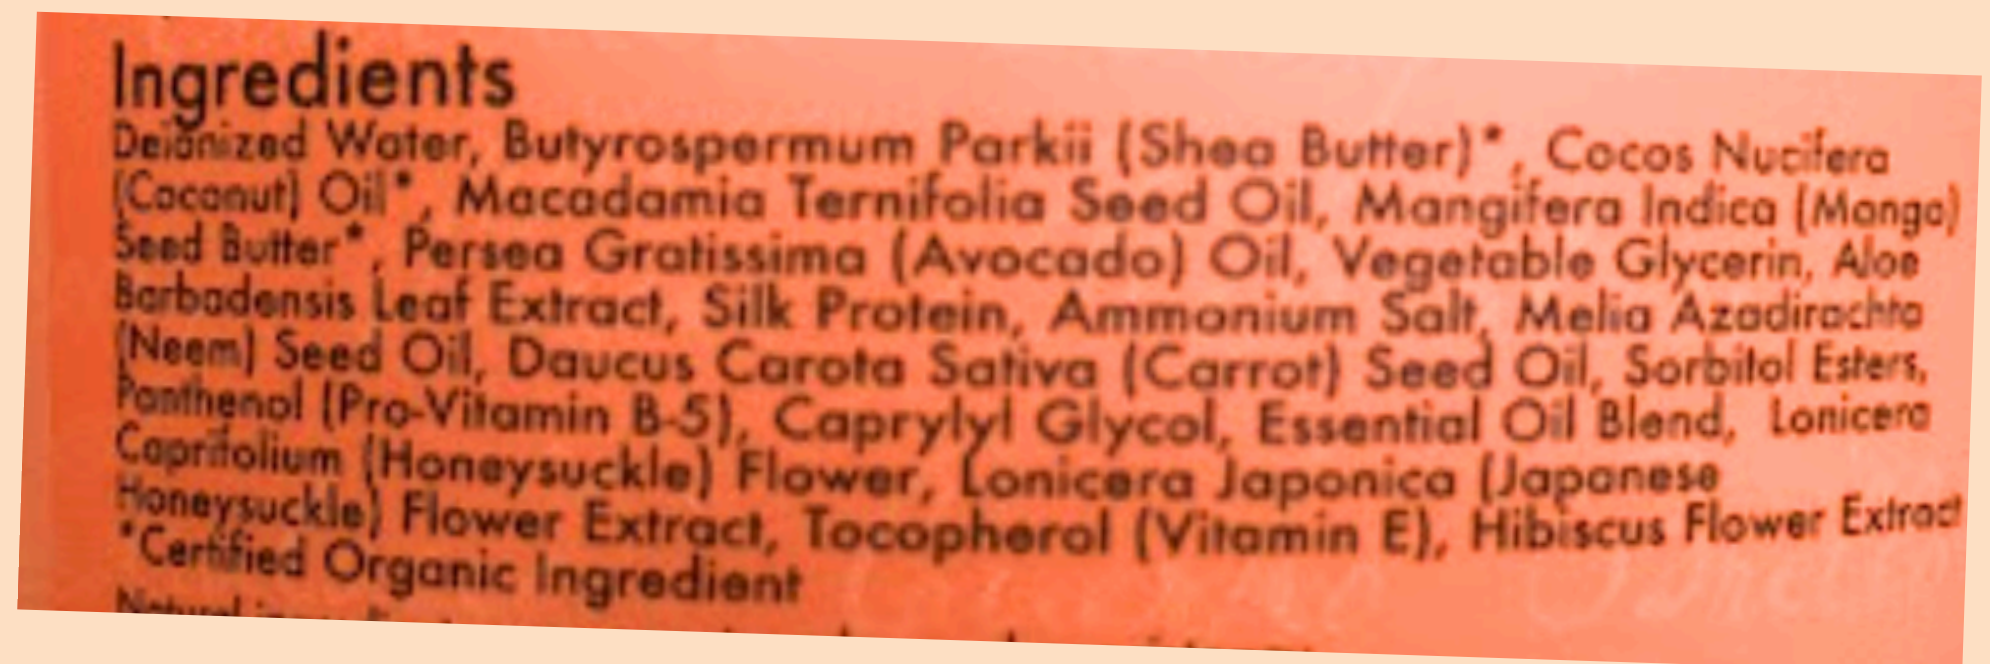 Ingredients
Deionized Water, Butyrospermum Parkii (Shea Butter)*, Cocos Nucifera
(Coconut) Oil*, Macadamia Ternifolia Seed Oil, Mangifera Indica (Mango)
Seed Butter*, Persea Gratissima (Avocado) Oil, Vegetable Glycerin, Aloe
Barbadensis Leaf Extract, Silk Protein, Ammonium Salt, Melia Azadirachta
(Neem) Seed Oil, Daucus Carota Sativa (Carrot) Seed Oil, Sorbitol Esters,
Panthenol (Pro-Vitamin B-5), Caprylyl Glycol, Essential Oil Blend, Lonicera
Caprifolium (Honeysuckle) Flower, Lonicera Japonica (Japanese
Honeysuckle) Flower Extract, Tocopherol (Vitamin E), Hibiscus Flower Extract
*Certified Organic Ingredient
Natural